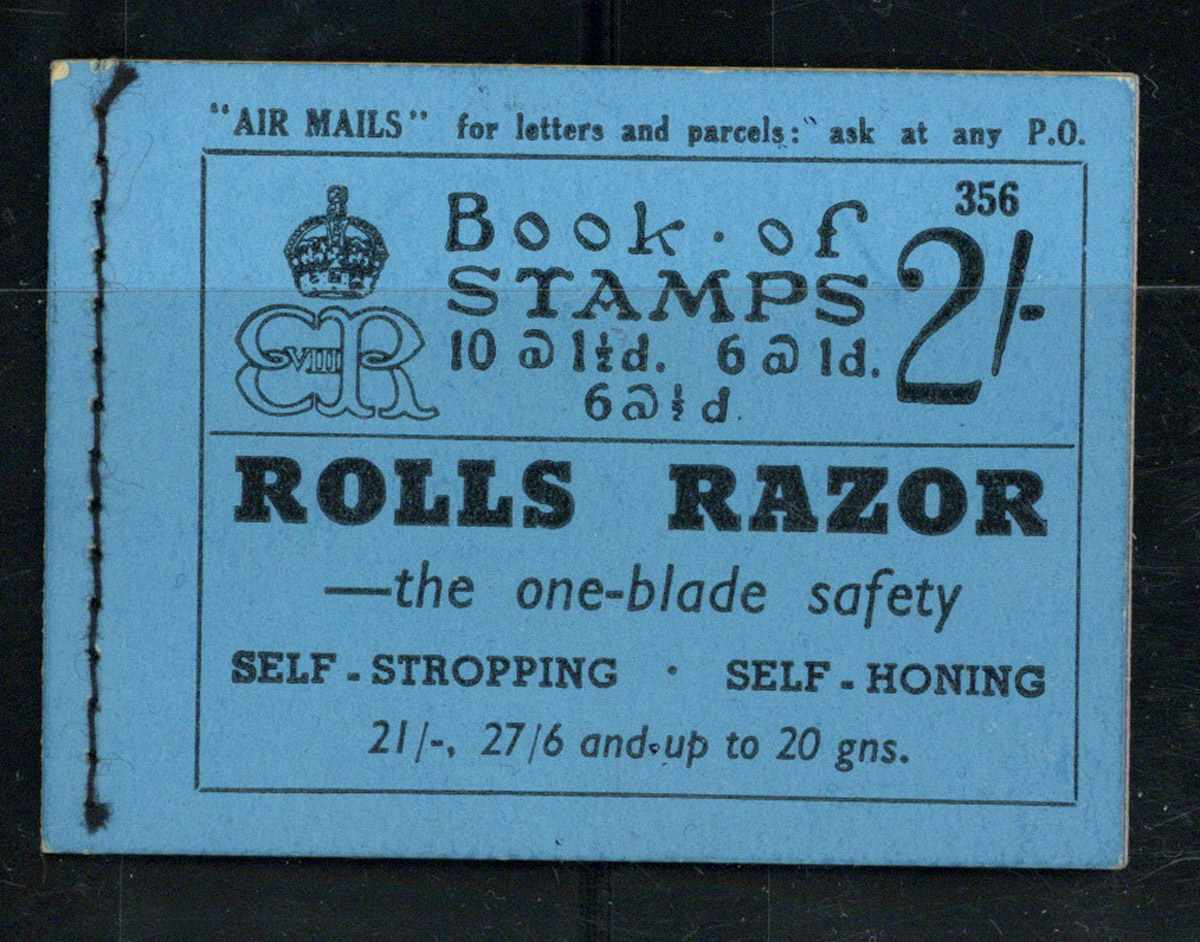 "AIR MAILS" for letters and parcels: ask at any P.O.
356
Book · of
STAMPS
2/-
10 @ 1½d. 6 @ 1d.
6 @ ½ d.
E VIII R
ROLLS RAZOR
—the one-blade safety
SELF-STROPPING · SELF-HONING
21/-, 27/6 and up to 20 gns.